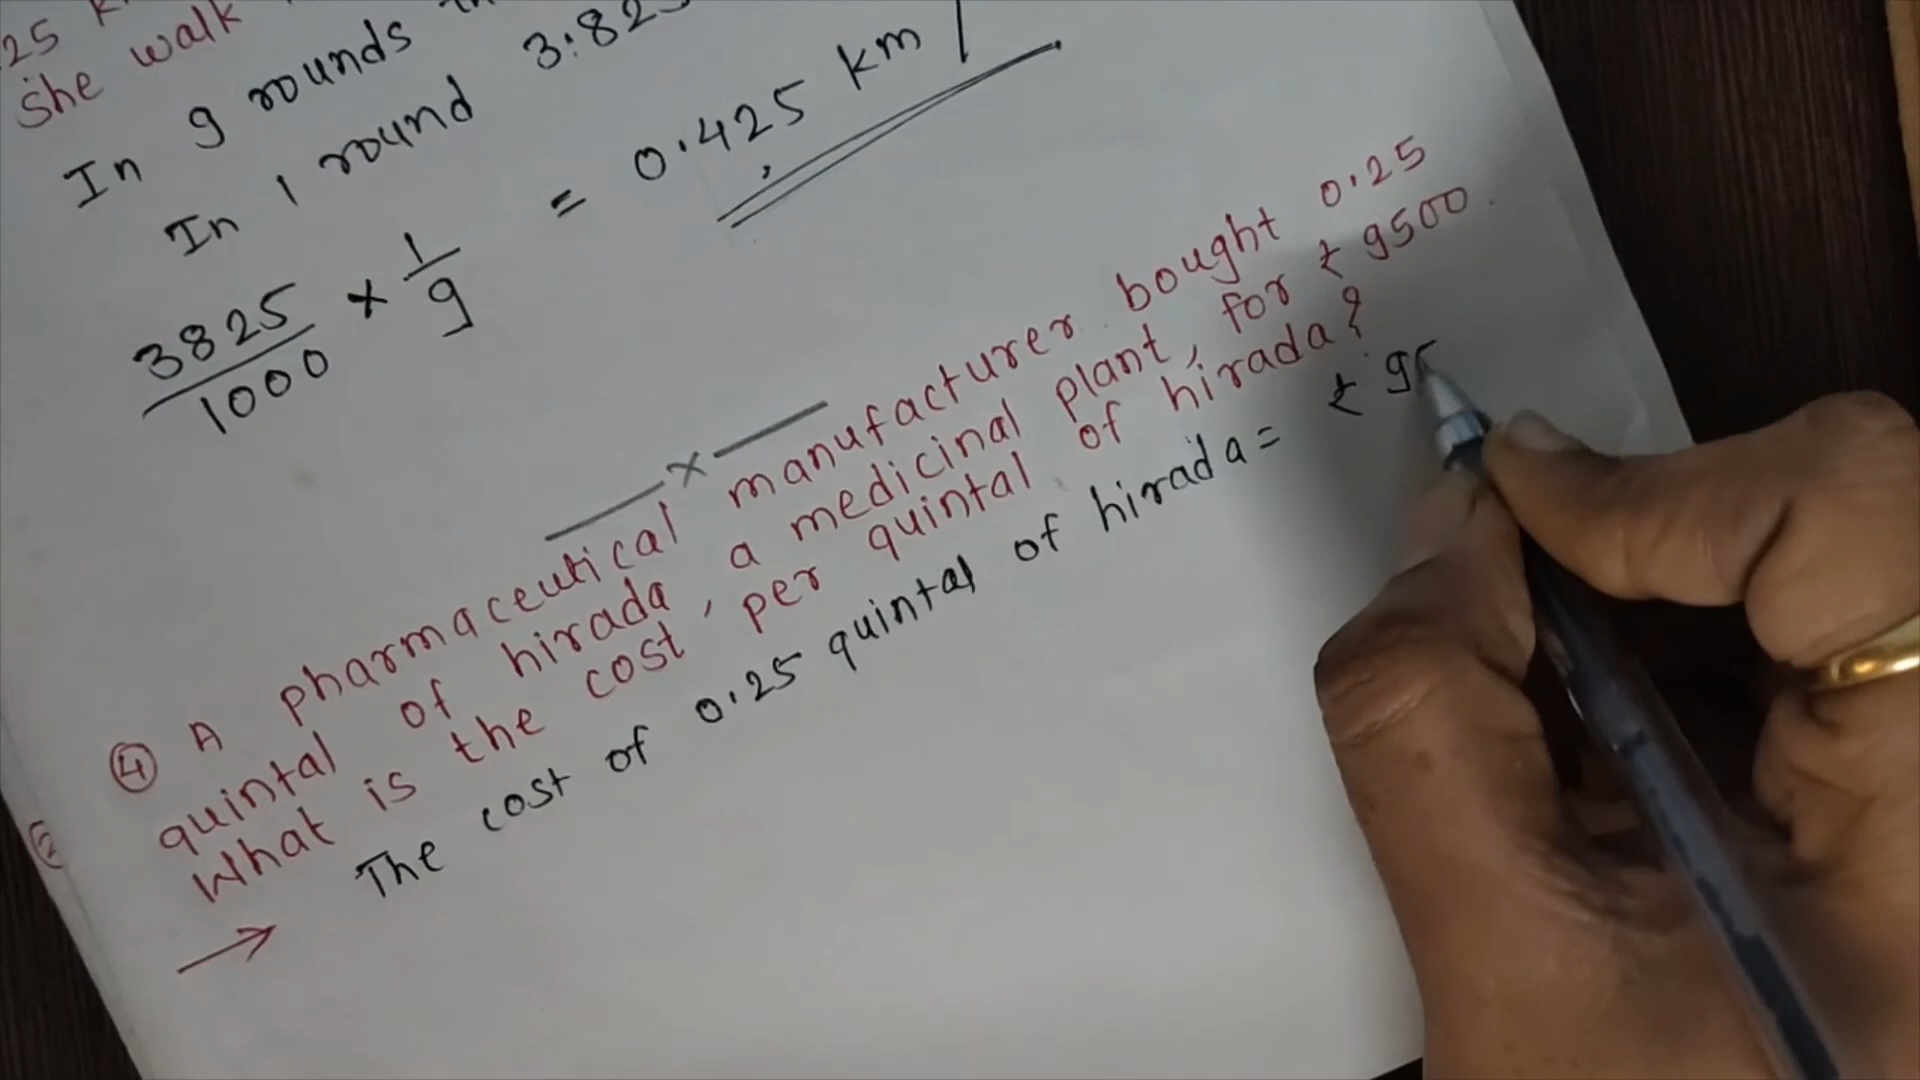 25 K
She walk
In 9 rounds
In 1 round 3.825
3825/1000 × 1/9 = 0.425 km
×
④ A pharmaceutical manufacturer bought 0.25
quintal of hirada, a medicinal plant, for ₹ 9500.
What is the cost, per quintal of hirada?
→ The cost of 0.25 quintal of hirada = ₹ 95